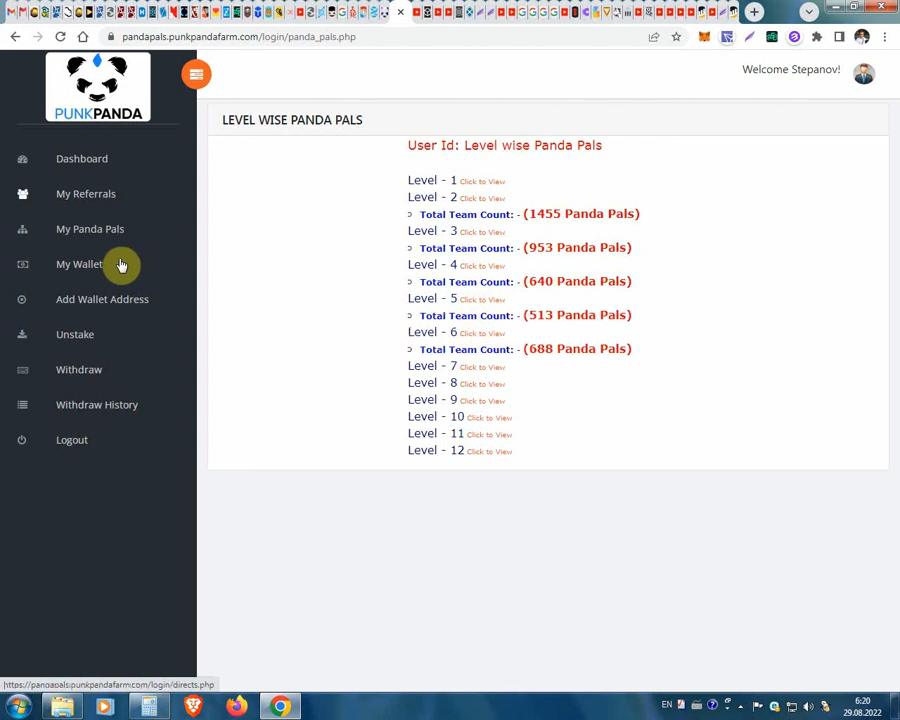 pandapals.punkpandafarm.com/login/panda_pals.php
PUNKPANDA
Welcome Stepanov!
Dashboard
My Referrals
My Panda Pals
My Wallet
Add Wallet Address
Unstake
Withdraw
Withdraw History
Logout
LEVEL WISE PANDA PALS
User Id: Level wise Panda Pals
Level - 1 Click to View
Level - 2 Click to View
Total Team Count: - (1455 Panda Pals)
Level - 3 Click to View
Total Team Count: - (953 Panda Pals)
Level - 4 Click to View
Total Team Count: - (640 Panda Pals)
Level - 5 Click to View
Total Team Count: - (513 Panda Pals)
Level - 6 Click to View
Total Team Count: - (688 Panda Pals)
Level - 7 Click to View
Level - 8 Click to View
Level - 9 Click to View
Level - 10 Click to View
Level - 11 Click to View
Level - 12 Click to View
https://pandapals.punkpandafarm.com/login/directs.php
EN
6:20
29.08.2022